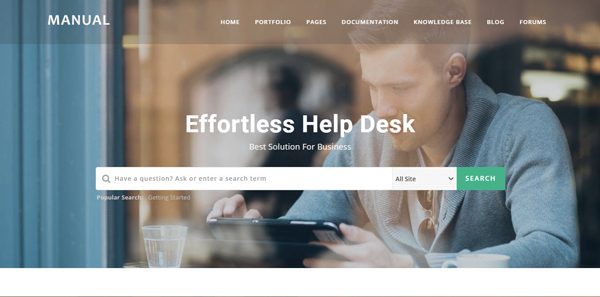 MANUAL
HOME PORTFOLIO PAGES DOCUMENTATION KNOWLEDGE BASE BLOG FORUMS
Effortless Help Desk
Best Solution For Business
Have a question? Ask or enter a search term All Site SEARCH
Popular Search: Getting Started